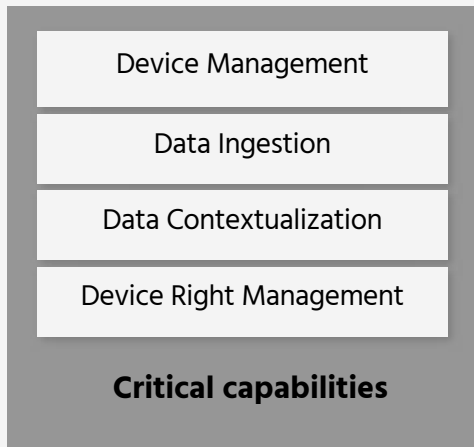 Device Management
Data Ingestion
Data Contextualization
Device Right Management
Critical capabilities